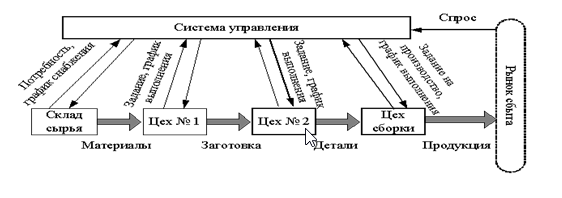 Система управления
Спрос
Потребность,
график снабжения
Задание, график
выполнения
Задание, график
выполнения
Задание на
производство,
график выполнения
Рынок сбыта
Склад
сырья
Цех № 1
Цех № 2
Цех
сборки
Материалы
Заготовка
Детали
Продукция